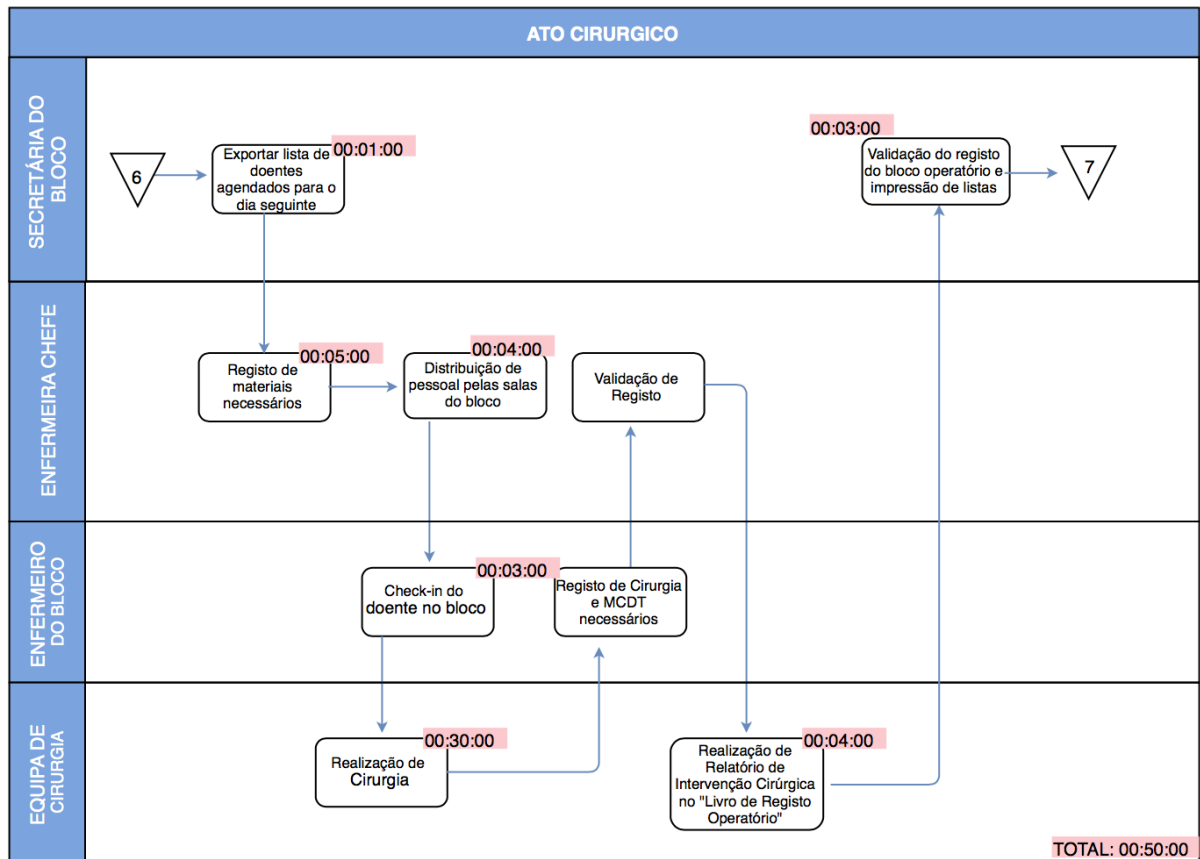 ATO CIRURGICO
SECRETÁRIA DO
BLOCO
6
Exportar lista de
doentes
agendados para o
dia seguinte
00:01:00
00:03:00
Validação do registo
do bloco operatório e
impressão de listas
7
ENFERMEIRA CHEFE
Registo de
materiais
necessários
00:05:00
Distribuição de
pessoal pelas salas
do bloco
00:04:00
Validação de
Registo
ENFERMEIRO
DO BLOCO
Check-in do
doente no bloco
00:03:00
Registo de Cirurgia
e MCDT
necessários
EQUIPA DE
CIRURGIA
Realização de
Cirurgia
00:30:00
Realização de
Relatório de
Intervenção Cirúrgica
no "Livro de Registo
Operatório"
00:04:00
TOTAL: 00:50:00